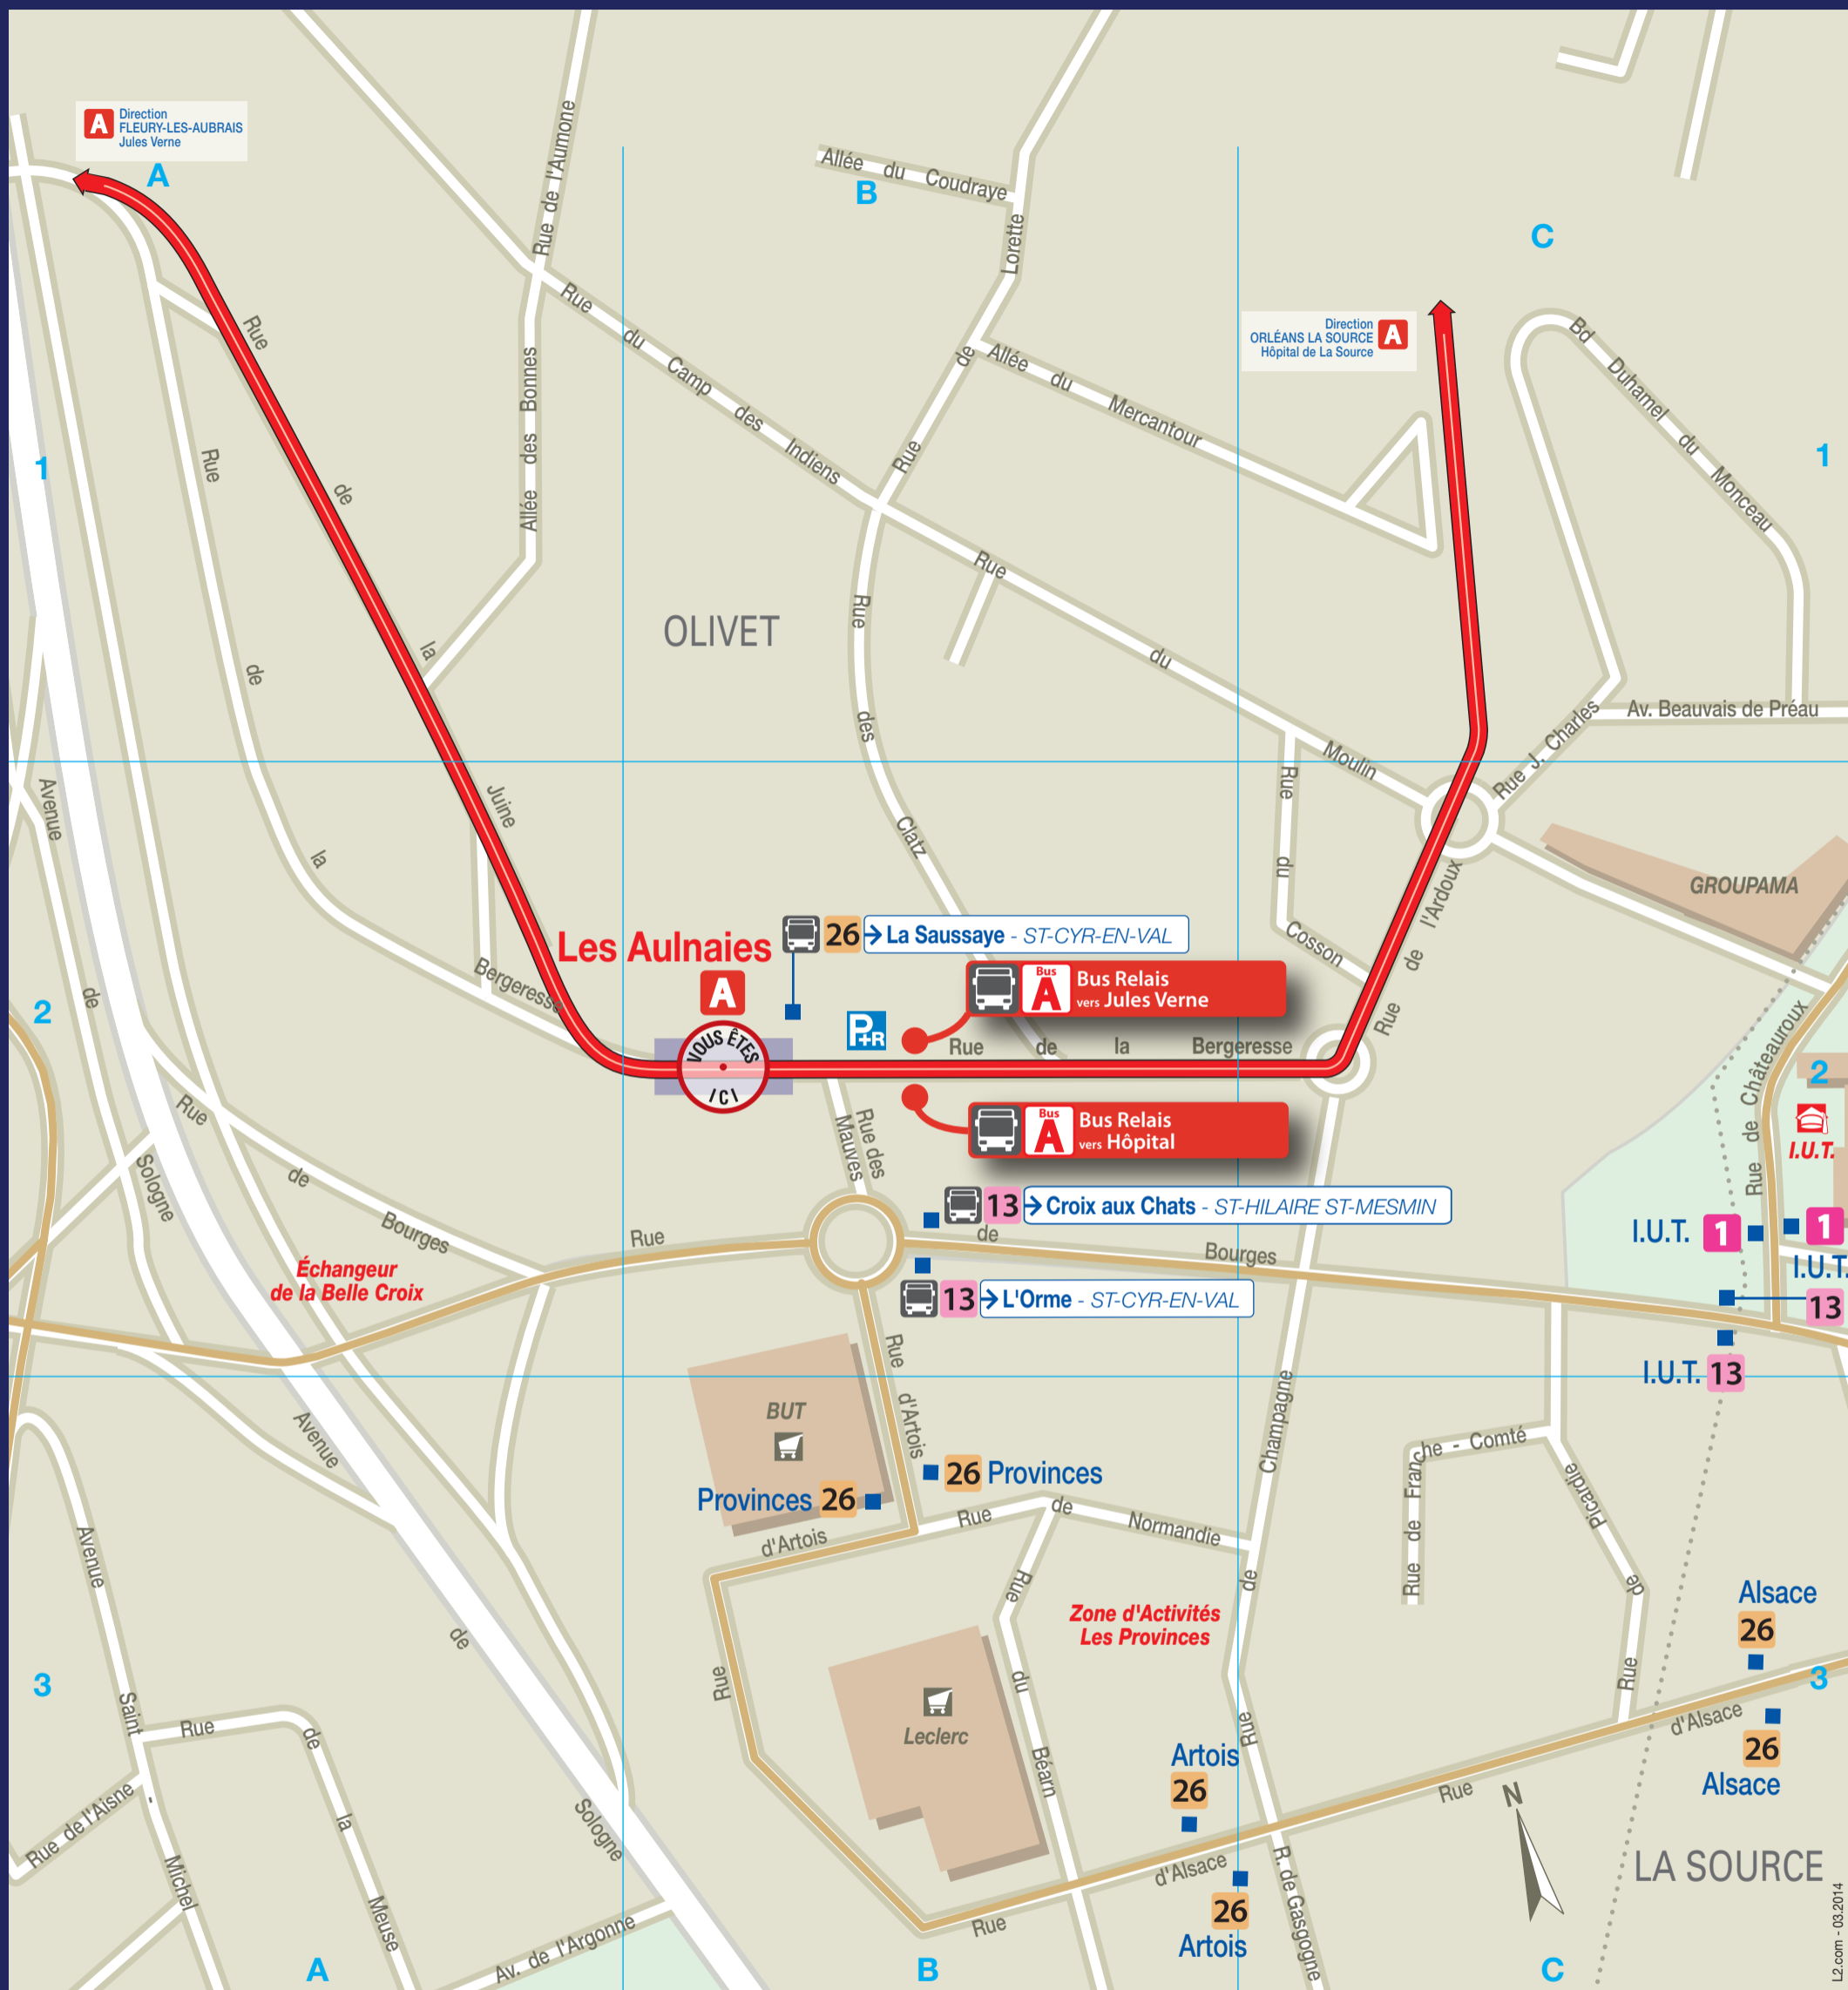 A
Direction
FLEURY-LES-AUBRAIS
Jules Verne
A
B
C
Direction
ORLÉANS LA SOURCE
Hôpital de La Source
A
1
1
Rue de l'Aumone
Allée du Coudraye
Rue de Lorette
Bd Duhamel du Monceau
Rue du Camp des Indiens
Allée du Mercantour
Allée des Bonnes
Rue de la Juine
Rue de la Bergeresse
OLIVET
Rue des Clatz
Rue du Moulin
Rue J. Charles
Av. Beauvais de Préau
Rue du Cosson
Rue de l'Ardoux
GROUPAMA
Avenue de Sologne
2
2
Les Aulnaies
A
VOUS ÊTES
ICI
26
La Saussaye - ST-CYR-EN-VAL
P+R
Bus
A
Bus Relais
vers Jules Verne
Rue de la Bergeresse
Bus
A
Bus Relais
vers Hôpital
Rue des
Mauves
Rue de Châteauroux
I.U.T.
13
Croix aux Chats - ST-HILAIRE ST-MESMIN
I.U.T. 1
1
I.U.T.
13
I.U.T. 13
Rue de Bourges
Rue de Bourges
Échangeur
de la Belle Croix
13
L'Orme - ST-CYR-EN-VAL
Rue d'Artois
BUT
Provinces 26
26 Provinces
d'Artois
Rue
Rue de Normandie
Rue de Champagne
Rue de Franche - Comté
Rue de Picardie
Zone d'Activités
Les Provinces
Rue du Béarn
Leclerc
Avenue de Sologne
3
3
Avenue Saint - Michel
Rue de la Meuse
Rue de l'Aisne
Av. de l'Argonne
Alsace
26
26
Alsace
Artois
26
26
Artois
Rue d'Alsace
Rue d'Alsace
R. de Gasgogne
N
LA SOURCE
A
B
C
L2.com - 03.2014